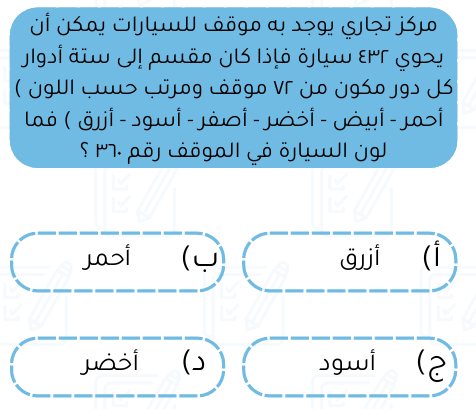 مركز تجاري يوجد به موقف للسيارات يمكن أن
يحوي ٤٣٢ سيارة فإذا كان مقسم إلى ستة أدوار
كل دور مكون من ٧٢ موقف ومرتب حسب اللون (
أحمر - أبيض - أخضر - أصفر - أسود - أزرق ) فما
لون السيارة في الموقف رقم ٣٦٠ ؟
أ) أزرق
ب) أحمر
ج) أسود
د) أخضر